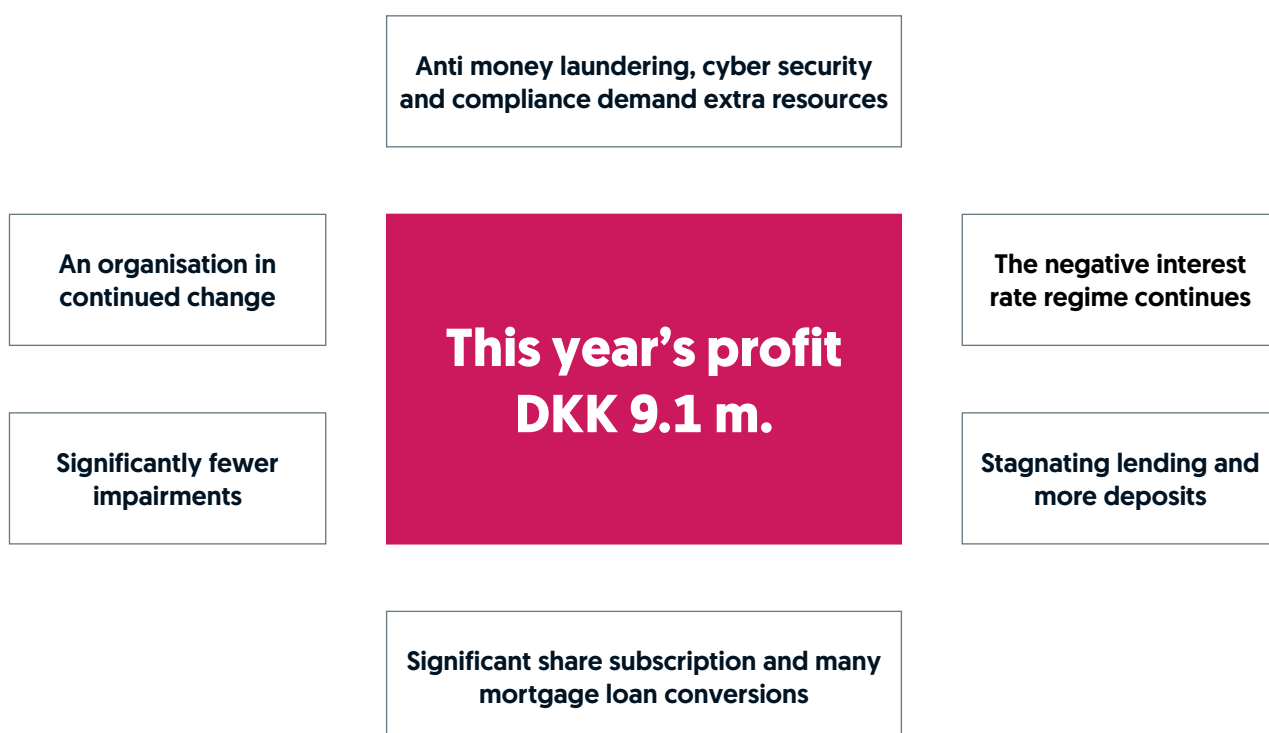 Anti money laundering, cyber security
and compliance demand extra resources
An organisation in
continued change
This year’s profit
DKK 9.1 m.
The negative interest
rate regime continues
Significantly fewer
impairments
Stagnating lending and
more deposits
Significant share subscription and many
mortgage loan conversions